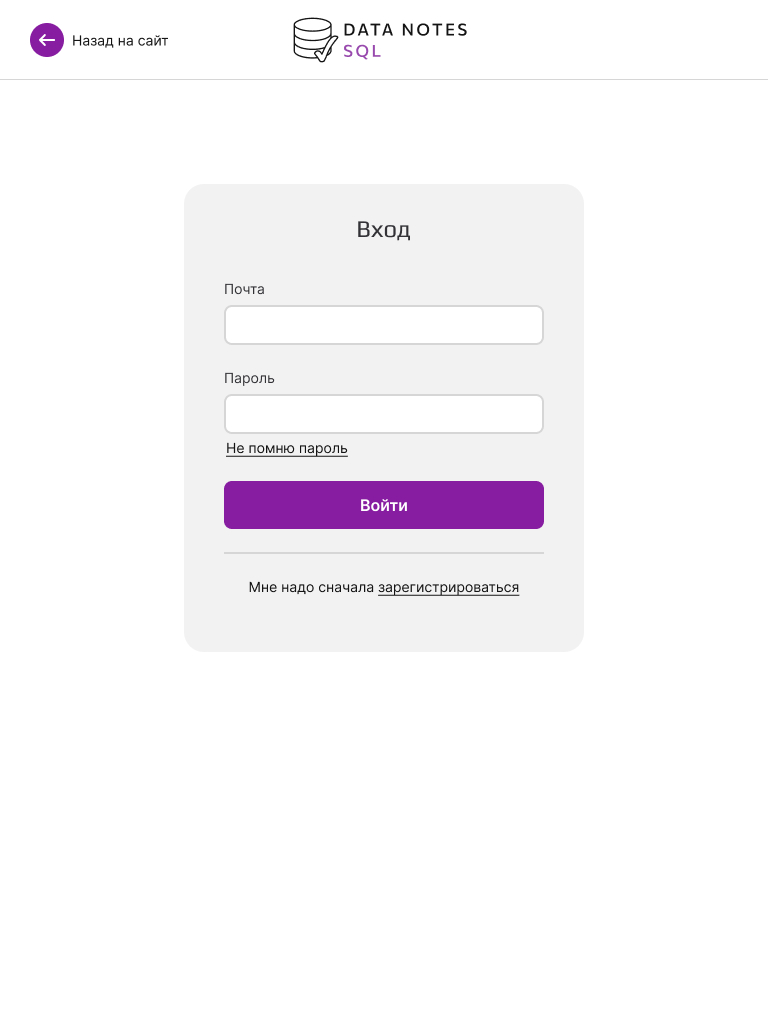 Назад на сайт
DATA NOTES
SQL
Вход
Почта
Пароль
Не помню пароль
Войти
Мне надо сначала зарегистрироваться